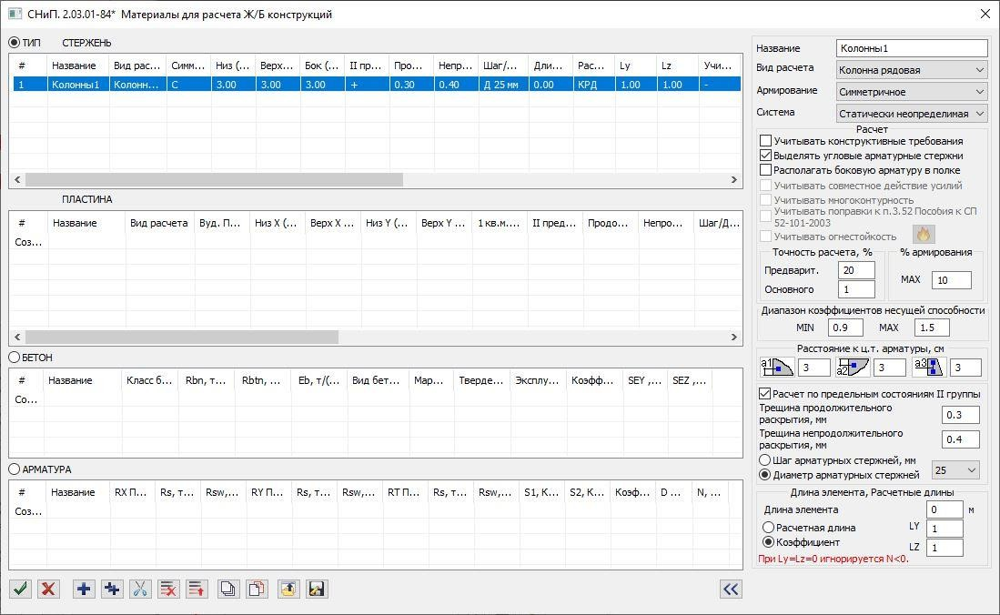 СНиП. 2.03.01-84* Материалы для расчета Ж/Б конструкций
ТИП СТЕРЖЕНЬ
# Название Вид рас... Симм... Низ (... Верх... Бок (... II пр... Про... Непр... Шаг/... Дли... Рас... Ly Lz Учи...
1 Колонны1 Колонн... С 3.00 3.00 3.00 + 0.30 0.40 Д 25 мм 0.00 КРД 1.00 1.00 -
ПЛАСТИНА
# Название Вид расчета Вуд. П... Низ X (... Верх X ... Низ Y (... Верх Y ... 1 кв.м.... II пред... Продо... Непро... Шаг/Д...
Соз...
БЕТОН
# Название Класс б... Rbn, т... Rbtn, ... Eb, т/(... Вид бет... Мар... Тверде... Эксплу... Коэфф... SEY ,... SEZ ,...
Со...
АРМАТУРА
# Название RX П... Rs, т... Rsw,... RY П... Rs, т... Rsw,... RT П... Rs, т... Rsw,... S1, К... S2, К... Коэф... D ... N, ...
Соз...
Название Колонны1
Вид расчета Колонна рядовая
Армирование Симметричное
Система Статически неопределимая
Расчет
Учитывать конструктивные требования
Выделять угловые арматурные стержни
Располагать боковую арматуру в полке
Учитывать совместное действие усилий
Учитывать многоконтурность
Учитывать поправки к п.3.52 Пособия к СП
52-101-2003
Учитывать огнестойкость
Точность расчета, % % армирования
Предварит. 20
MAX 10
Основного 1
Диапазон коэффициентов несущей способности
MIN 0.9 MAX 1.5
Расстояние к ц.т. арматуры, см
a1 3 a2 3 a3 3
Расчет по предельным состояниям II группы
Трещина продолжительного
раскрытия, мм 0.3
Трещина непродолжительного
раскрытия, мм 0.4
Шаг арматурных стержней, мм
Диаметр арматурных стержней 25
Длина элемента, Расчетные длины
Длина элемента 0 м
Расчетная длина LY 1
Коэффициент LZ 1
При Ly=Lz=0 игнорируется N<0.